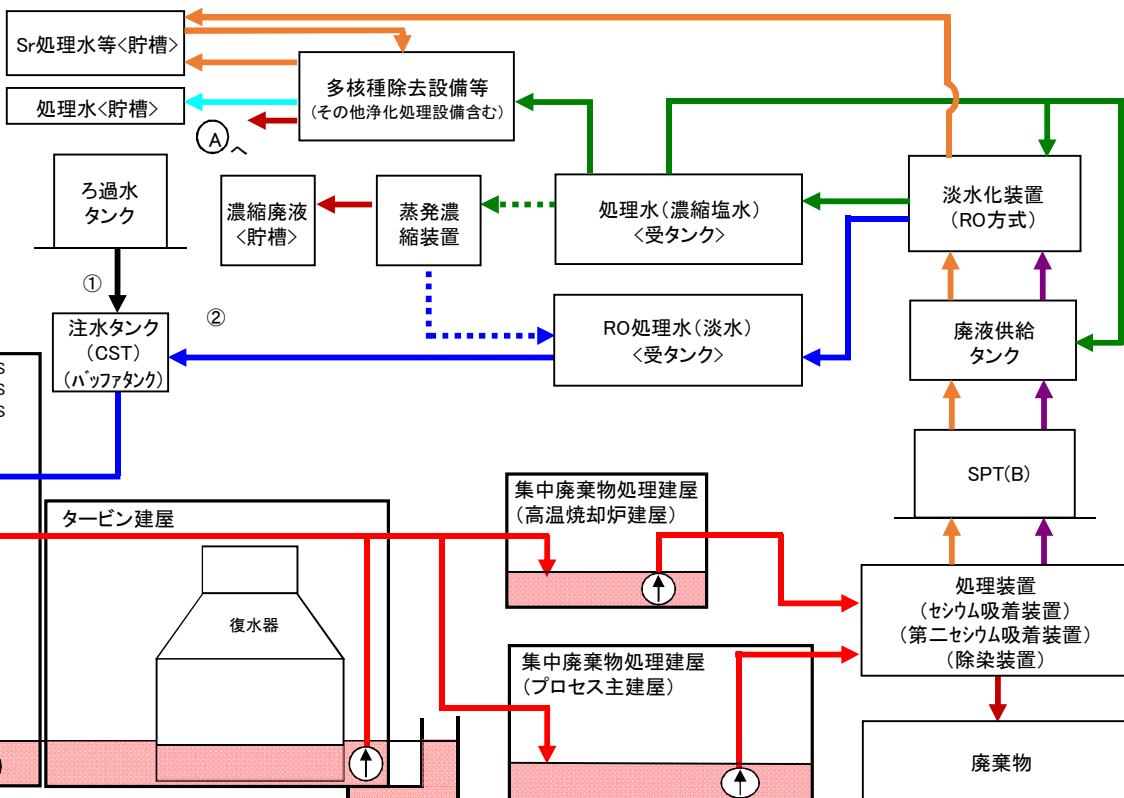 Sr処理水等<貯槽>
多核種除去設備等
(その他浄化処理設備含む)
処理水<貯槽>
Aへ
ろ過水
タンク
濃縮廃液
<貯槽>
蒸発濃
縮装置
処理水(濃縮塩水)
<受タンク>
淡水化装置
(RO方式)
①
②
注水タンク
(CST)
(バッファタンク)
RO処理水(淡水)
<受タンク>
廃液供給
タンク
S
S
S
SPT(B)
タービン建屋
復水器
集中廃棄物処理建屋
(高温焼却炉建屋)
処理装置
(セシウム吸着装置)
(第二セシウム吸着装置)
(除染装置)
集中廃棄物処理建屋
(プロセス主建屋)
廃棄物